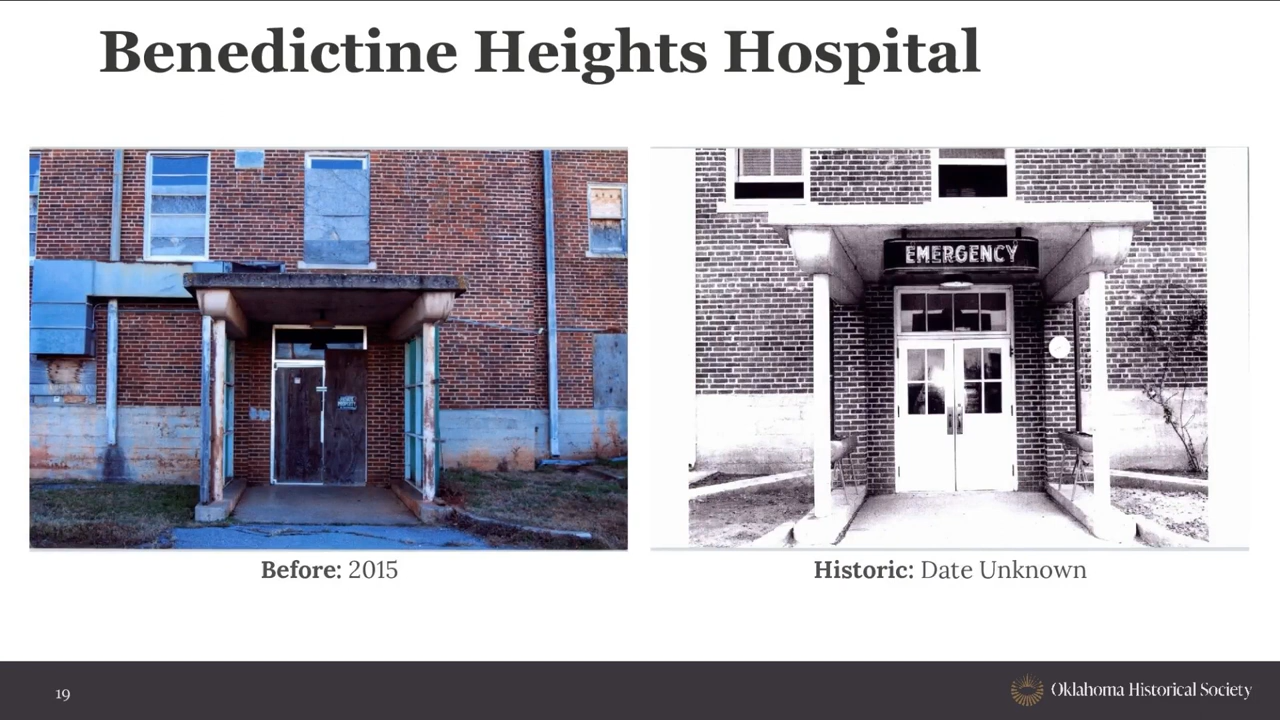 Benedictine Heights Hospital
EMERGENCY
Before: 2015
Historic: Date Unknown
19
Oklahoma Historical Society